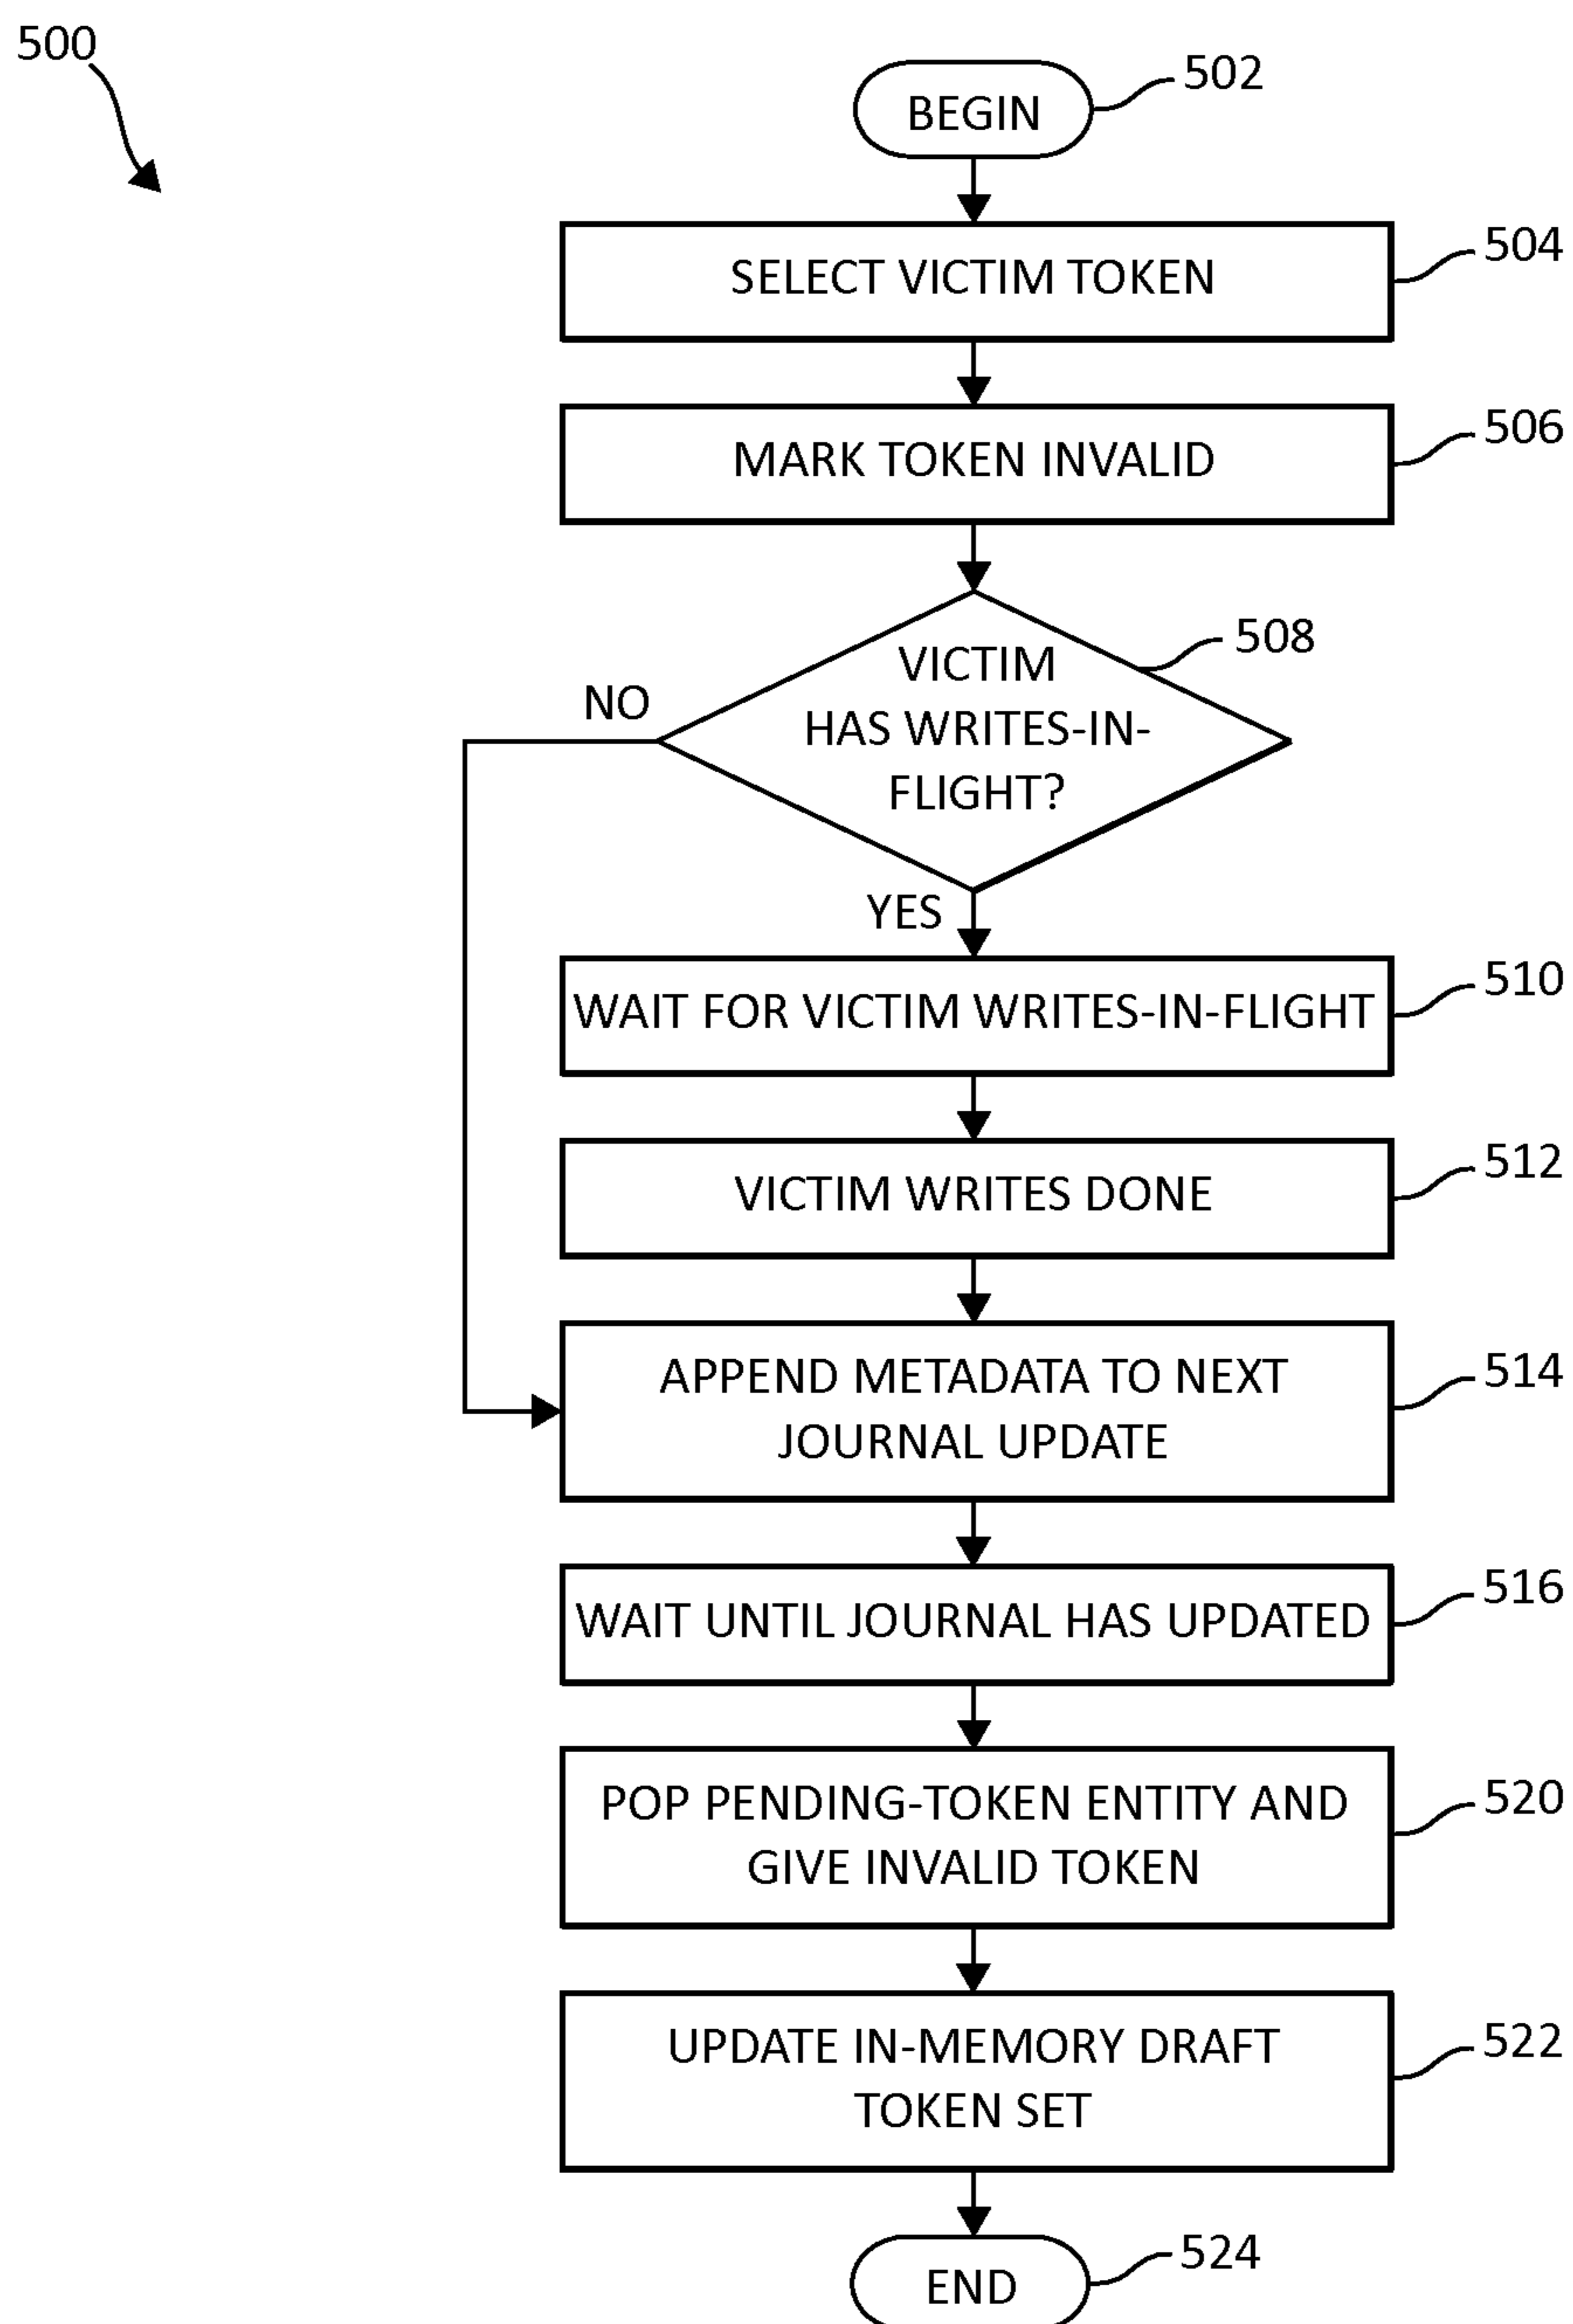 500
BEGIN
502
SELECT VICTIM TOKEN
504
MARK TOKEN INVALID
506
VICTIM
HAS WRITES-IN-
FLIGHT?
508
NO
YES
WAIT FOR VICTIM WRITES-IN-FLIGHT
510
VICTIM WRITES DONE
512
APPEND METADATA TO NEXT
JOURNAL UPDATE
514
WAIT UNTIL JOURNAL HAS UPDATED
516
POP PENDING-TOKEN ENTITY AND
GIVE INVALID TOKEN
520
UPDATE IN-MEMORY DRAFT
TOKEN SET
522
END
524